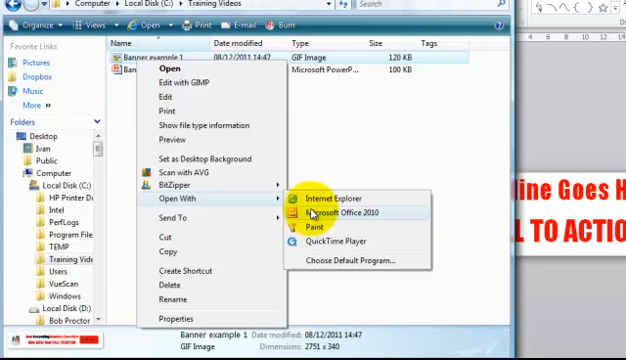 Computer ▸ Local Disk (C:) ▸ Training Videos
Search
Organize
Views
Open
Print
E-mail
Burn
Favorite Links
Pictures
Dropbox
More
Folders
Desktop
Ivan
Public
Computer
Local Disk (C:)
HP Printer D
Intel
PerfLogs
Program File
TEMP
Training Vide
Users
VueScan
Windows
Local Disk (D:)
Bob Proctor
Name
Date modified
Type
Size
Tags
Banner example 1
08/12/2011 14:47
GIF Image
120 KB
Ban
Microsoft PowerP...
100 KB
Open
Edit with GIMP
Edit
Print
Show file type information
Preview
Set as Desktop Background
Scan with AVG
BitZipper
Open With
Send To
Cut
Copy
Create Shortcut
Delete
Rename
Properties
Internet Explorer
Microsoft Office 2010
Paint
QuickTime Player
Choose Default Program...
line Goes H
L TO ACTIO
Banner example 1 Date modified: 08/12/2011 14:47
GIF Image Dimensions: 2751 x 340